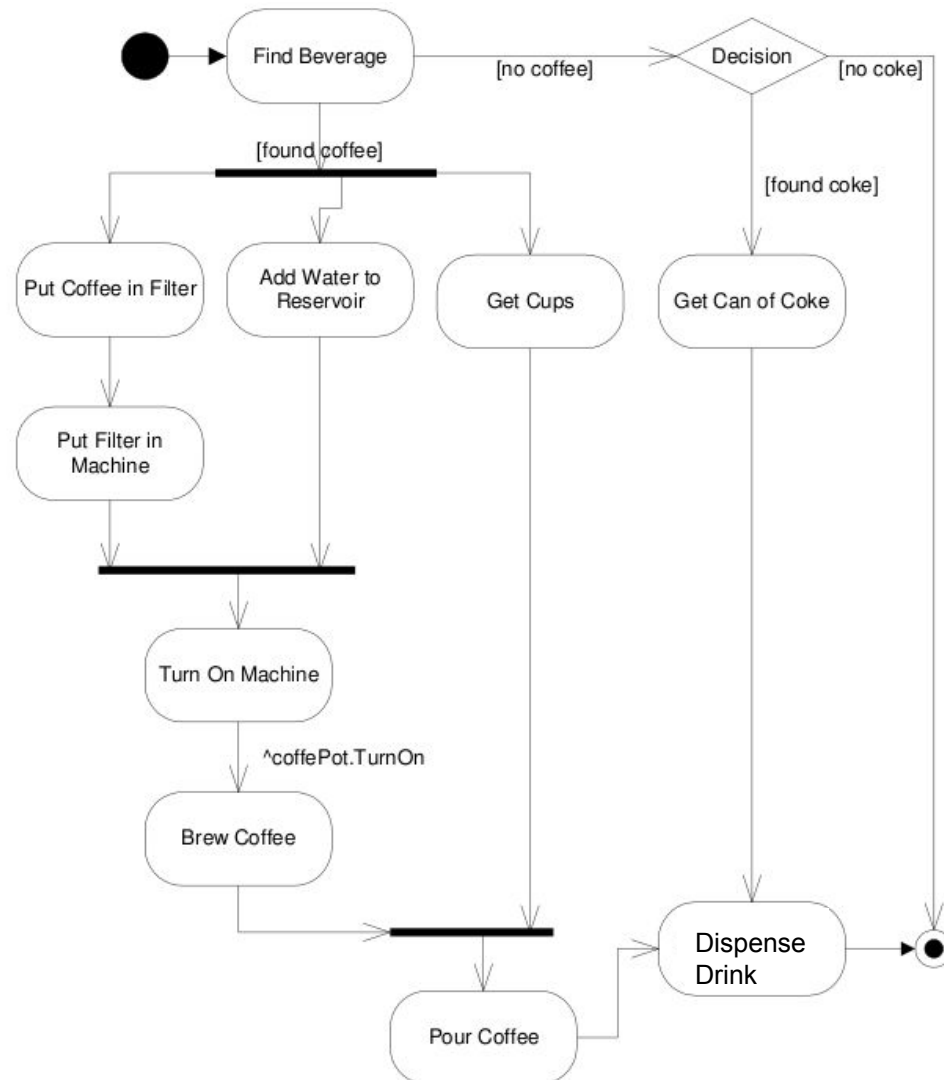 Find Beverage
[no coffee]
Decision
[no coke]
[found coffee]
[found coke]
Put Coffee in Filter
Add Water to
Reservoir
Get Cups
Get Can of Coke
Put Filter in
Machine
Turn On Machine
^coffePot.TurnOn
Brew Coffee
Dispense
Drink
Pour Coffee